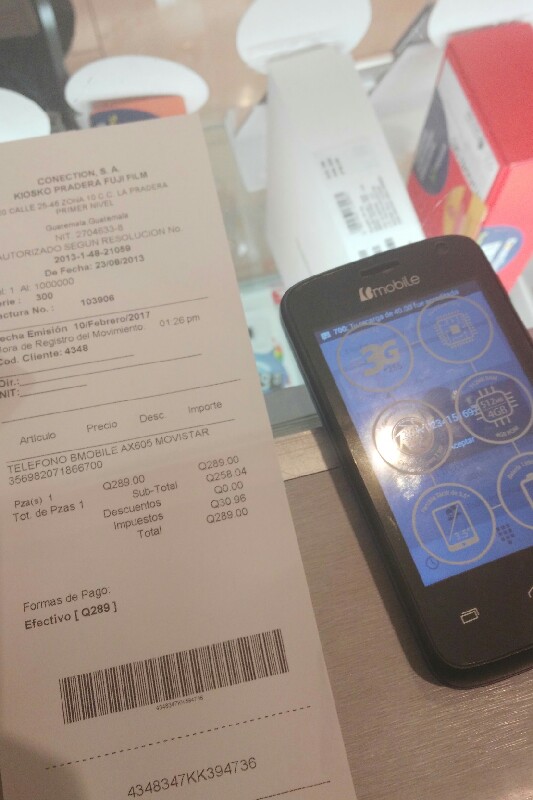 CONECTION, S. A.
KIOSKO PRADERA FUJI FILM
20 CALLE 25-46 ZONA 10 C.C. LA PRADERA
PRIMER NIVEL
Guatemala Guatemala
NIT: 2704633-8
AUTORIZADO SEGUN RESOLUCION No.
2013-1-48-21089
De Fecha: 23/08/2013
1 Al 1000000
300
No.: 103906
Emisión 10/Febrero/2017
de Registro del Movimiento: 01:26 pm
Cod. Cliente: 4348
Dir.:
NIT:
Articulo Precio Desc. Importe
TELEFONO BMOBILE AX605 MOVISTAR
356982071866700
Pza(s) 1 Q289.00 Q289.00
Tot. de Pzas 1 Sub-Total Q258.04
Descuentos Q0.00
Impuestos Q30.96
Total Q289.00
Formas de Pago:
Efectivo [ Q289 ]
4348347KK394736
4348347KK394736
bmobile
3G
4GB
Aceptar
3.5"